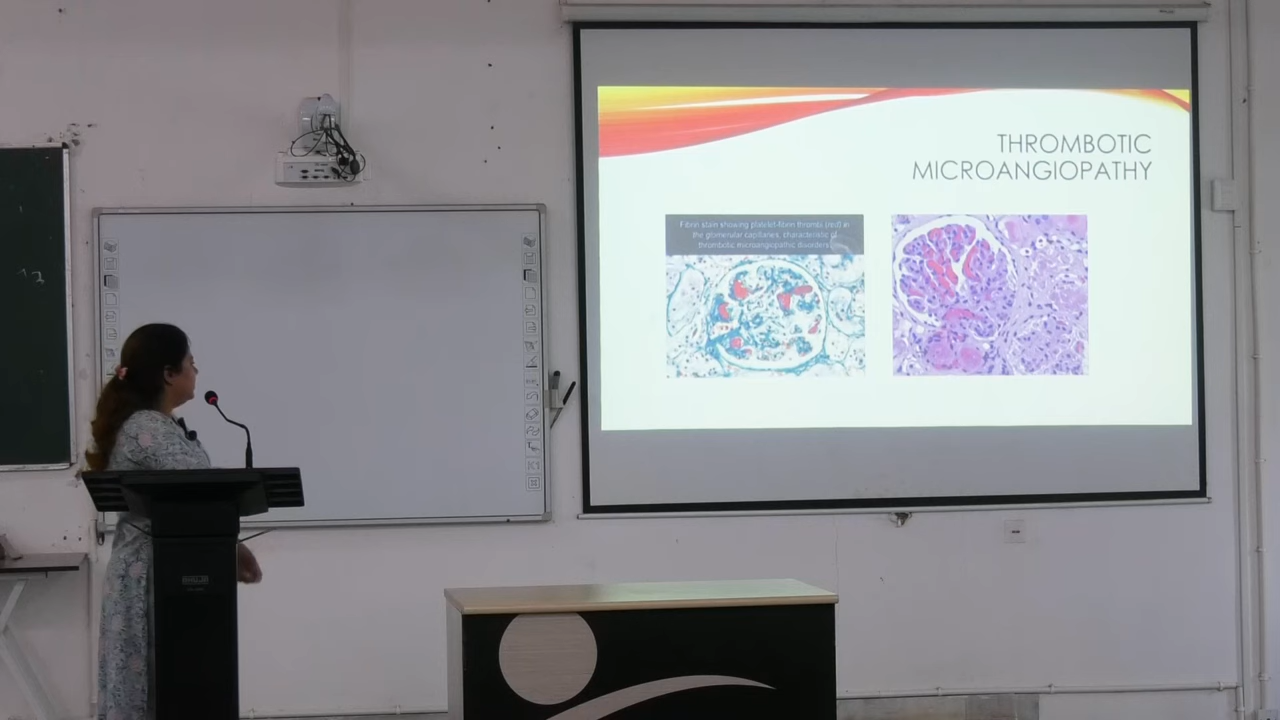 THROMBOTIC
MICROANGIOPATHY
Fibrin stain showing platelet-fibrin thrombi (red) in
the glomerular capillaries, characteristic of
thrombotic microangiopathic disorders.